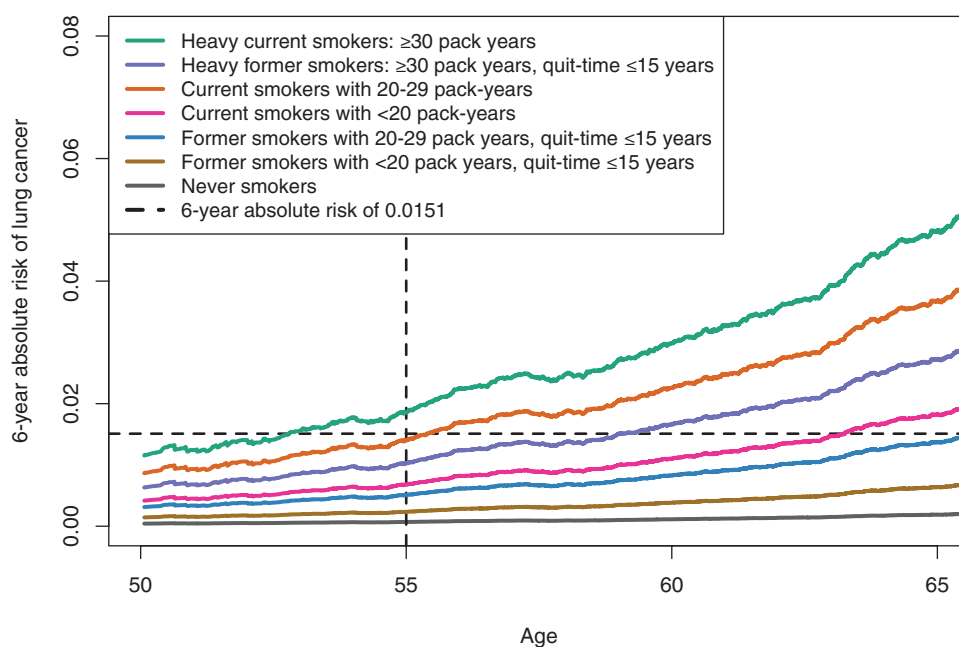 0.08
0.06
0.04
0.02
0.00
6-year absolute risk of lung cancer
Heavy current smokers: ≥30 pack years
Heavy former smokers: ≥30 pack years, quit-time ≤15 years
Current smokers with 20-29 pack-years
Current smokers with <20 pack-years
Former smokers with 20-29 pack years, quit-time ≤15 years
Former smokers with <20 pack years, quit-time ≤15 years
Never smokers
6-year absolute risk of 0.0151
50 55 60 65
Age